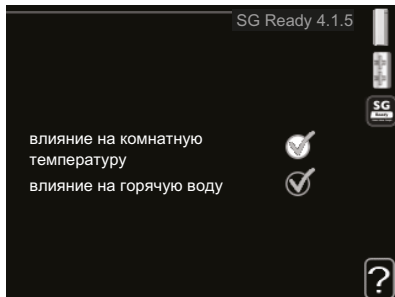 SG Ready 4.1.5
SG
Ready
влияние на комнатную
температуру
влияние на горячую воду
?